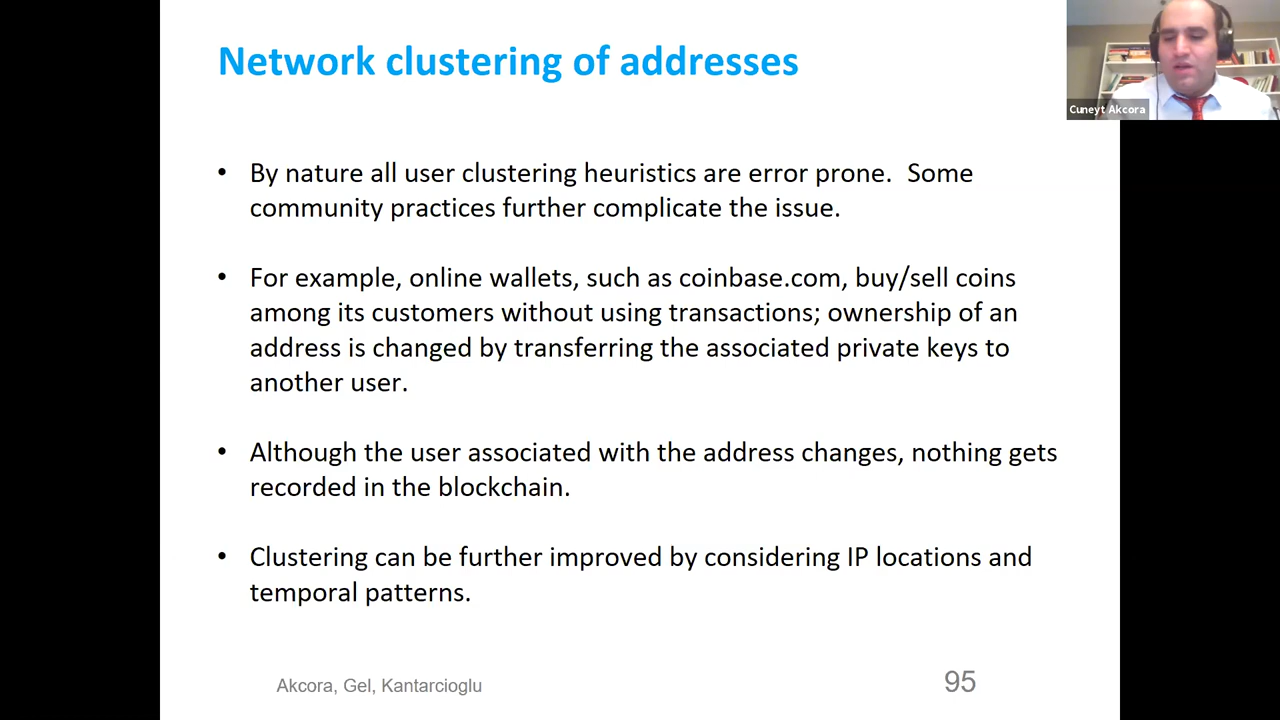 Network clustering of addresses
Cuneyt Akcora
• By nature all user clustering heuristics are error prone. Some
community practices further complicate the issue.
• For example, online wallets, such as coinbase.com, buy/sell coins
among its customers without using transactions; ownership of an
address is changed by transferring the associated private keys to
another user.
• Although the user associated with the address changes, nothing gets
recorded in the blockchain.
• Clustering can be further improved by considering IP locations and
temporal patterns.
Akcora, Gel, Kantarcioglu
95